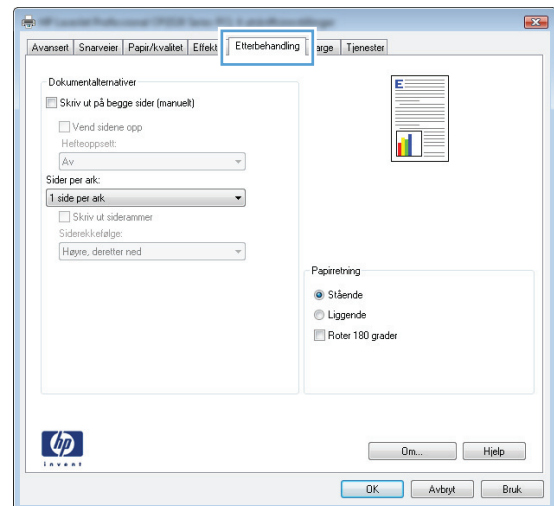 Avansert Snarveier Papir/kvalitet Effekt Etterbehandling arge Tjenester
Dokumentalternativer
Skriv ut på begge sider (manuelt)
Vend sidene opp
Hefteoppsett:
Av
Sider per ark:
1 side per ark
Skriv ut siderammer
Siderekkefølge:
Høyre, deretter ned
E
Papirretning
Stående
Liggende
Roter 180 grader
hp
invent
Om... Hjelp
OK Avbryt Bruk